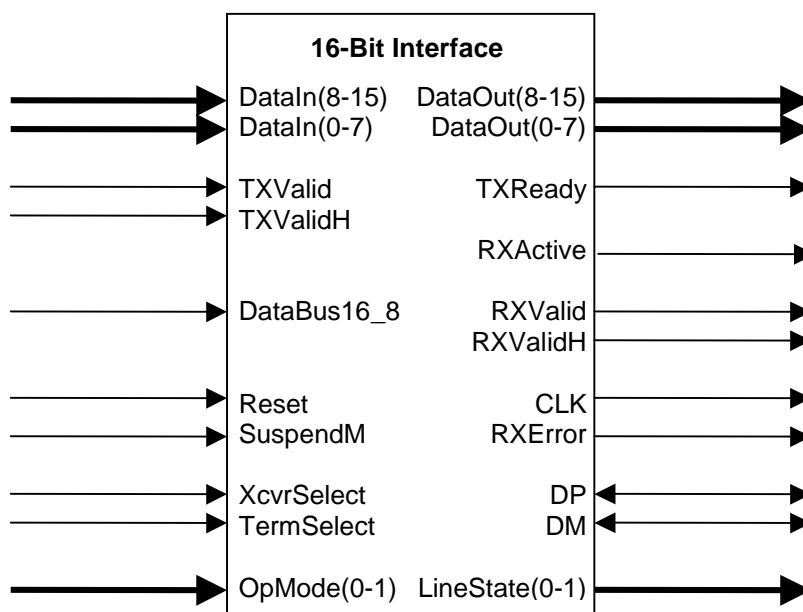 16-Bit Interface
DataIn(8-15) DataOut(8-15)
DataIn(0-7) DataOut(0-7)
TXValid TXReady
TXValidH
RXActive
DataBus16_8 RXValid
RXValidH
Reset CLK
SuspendM RXError
XcvrSelect DP
TermSelect DM
OpMode(0-1) LineState(0-1)